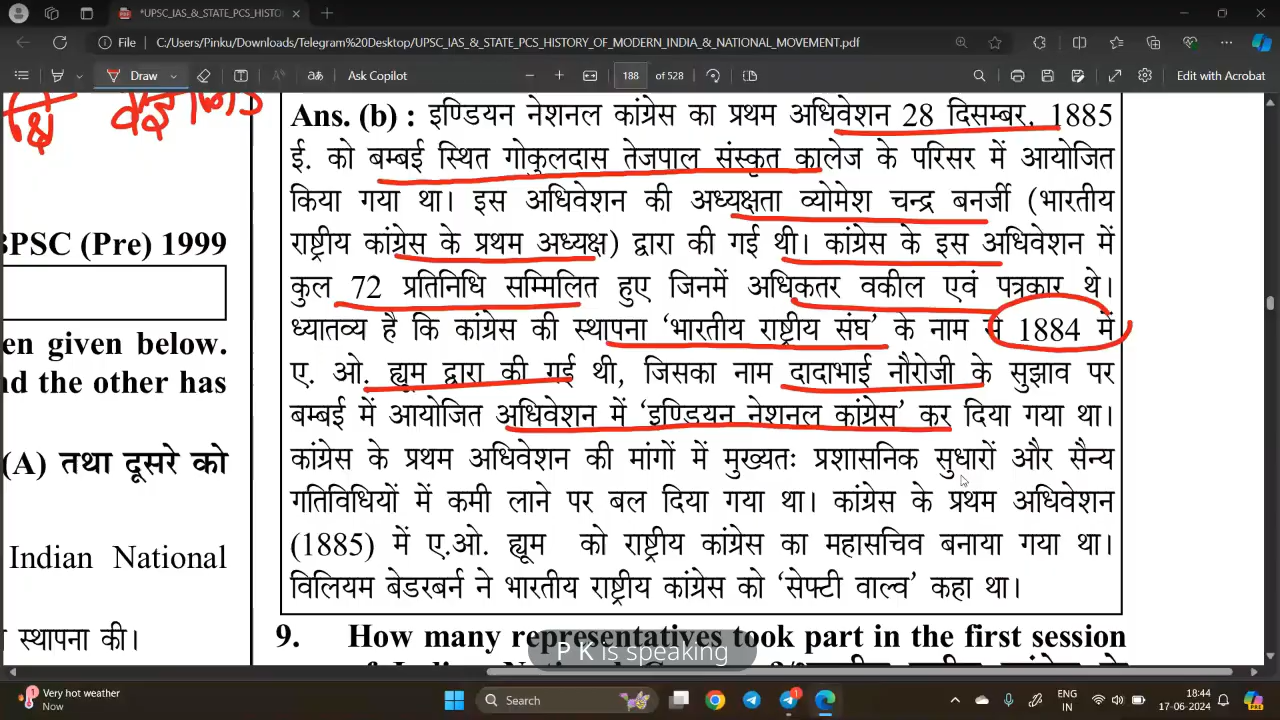 *UPSC_IAS_&_STATE_PCS_HISTO
File C:/Users/Pinku/Downloads/Telegram%20Desktop/UPSC_IAS_&_STATE_PCS_HISTORY_OF_MODERN_INDIA_&_NATIONAL_MOVEMENT.pdf
Draw Ask Copilot 188 of 528 Edit with Acrobat
BPSC (Pre) 1999
en given below.
nd the other has
(A) तथा दूसरे को
Indian National
स्थापना की।
Ans. (b) : इण्डियन नेशनल कांग्रेस का प्रथम अधिवेशन 28 दिसम्बर, 1885
ई. को बम्बई स्थित गोकुलदास तेजपाल संस्कृत कालेज के परिसर में आयोजित
किया गया था। इस अधिवेशन की अध्यक्षता व्योमेश चन्द्र बनर्जी (भारतीय
राष्ट्रीय कांग्रेस के प्रथम अध्यक्ष) द्वारा की गई थी। कांग्रेस के इस अधिवेशन में
कुल 72 प्रतिनिधि सम्मिलित हुए जिनमें अधिकतर वकील एवं पत्रकार थे।
ध्यातव्य है कि कांग्रेस की स्थापना ‘भारतीय राष्ट्रीय संघ’ के नाम से 1884 में
ए. ओ. ह्यूम द्वारा की गई थी, जिसका नाम दादाभाई नौरोजी के सुझाव पर
बम्बई में आयोजित अधिवेशन में ‘इण्डियन नेशनल कांग्रेस’ कर दिया गया था।
कांग्रेस के प्रथम अधिवेशन की मांगों में मुख्यतः प्रशासनिक सुधारों और सैन्य
गतिविधियों में कमी लाने पर बल दिया गया था। कांग्रेस के प्रथम अधिवेशन
(1885) में ए.ओ. ह्यूम को राष्ट्रीय कांग्रेस का महासचिव बनाया गया था।
विलियम बेडरबर्न ने भारतीय राष्ट्रीय कांग्रेस को ‘सेफ्टी वाल्व’ कहा था।
9. How many representatives took part in the first session
P K is speaking
Very hot weather
Now
Search
ENG
IN
18:44
17-06-2024